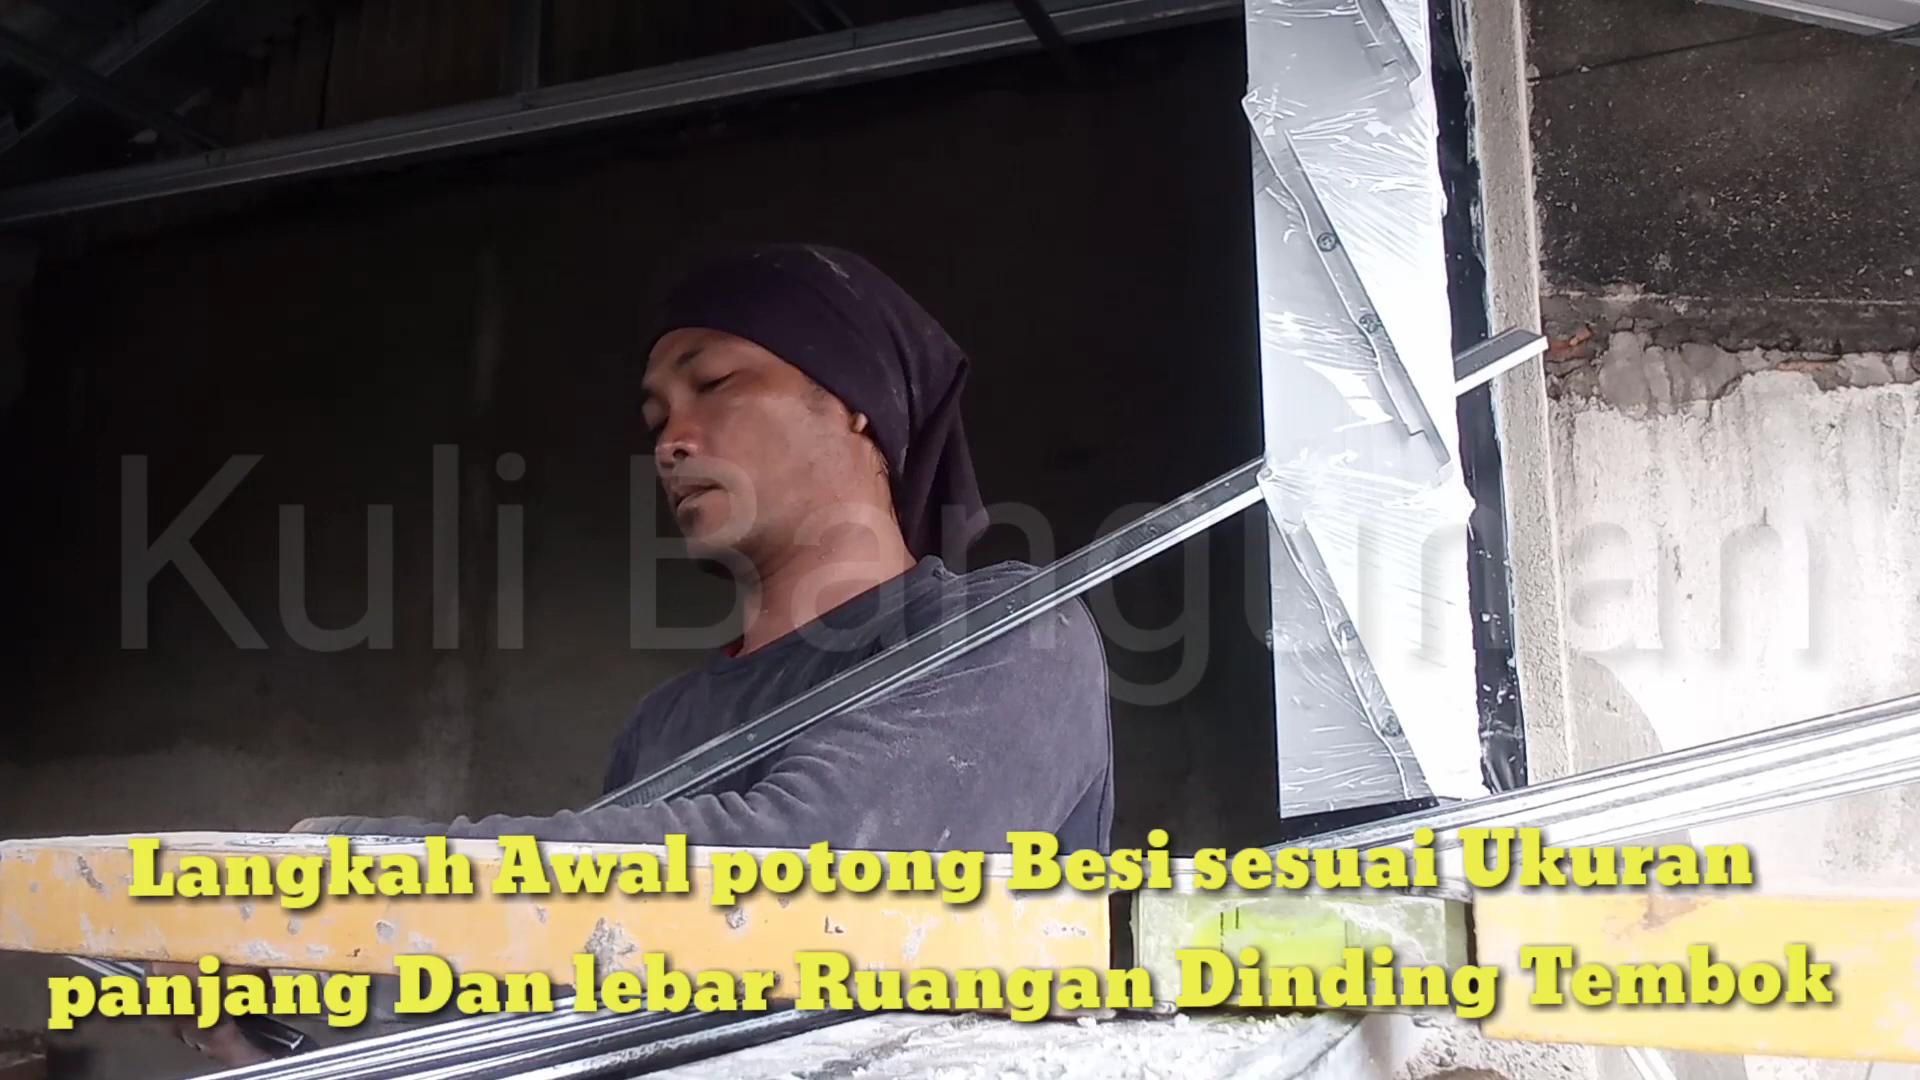 Kuli Bangunan
Langkah Awal potong Besi sesuai Ukuran
panjang Dan lebar Ruangan Dinding Tembok